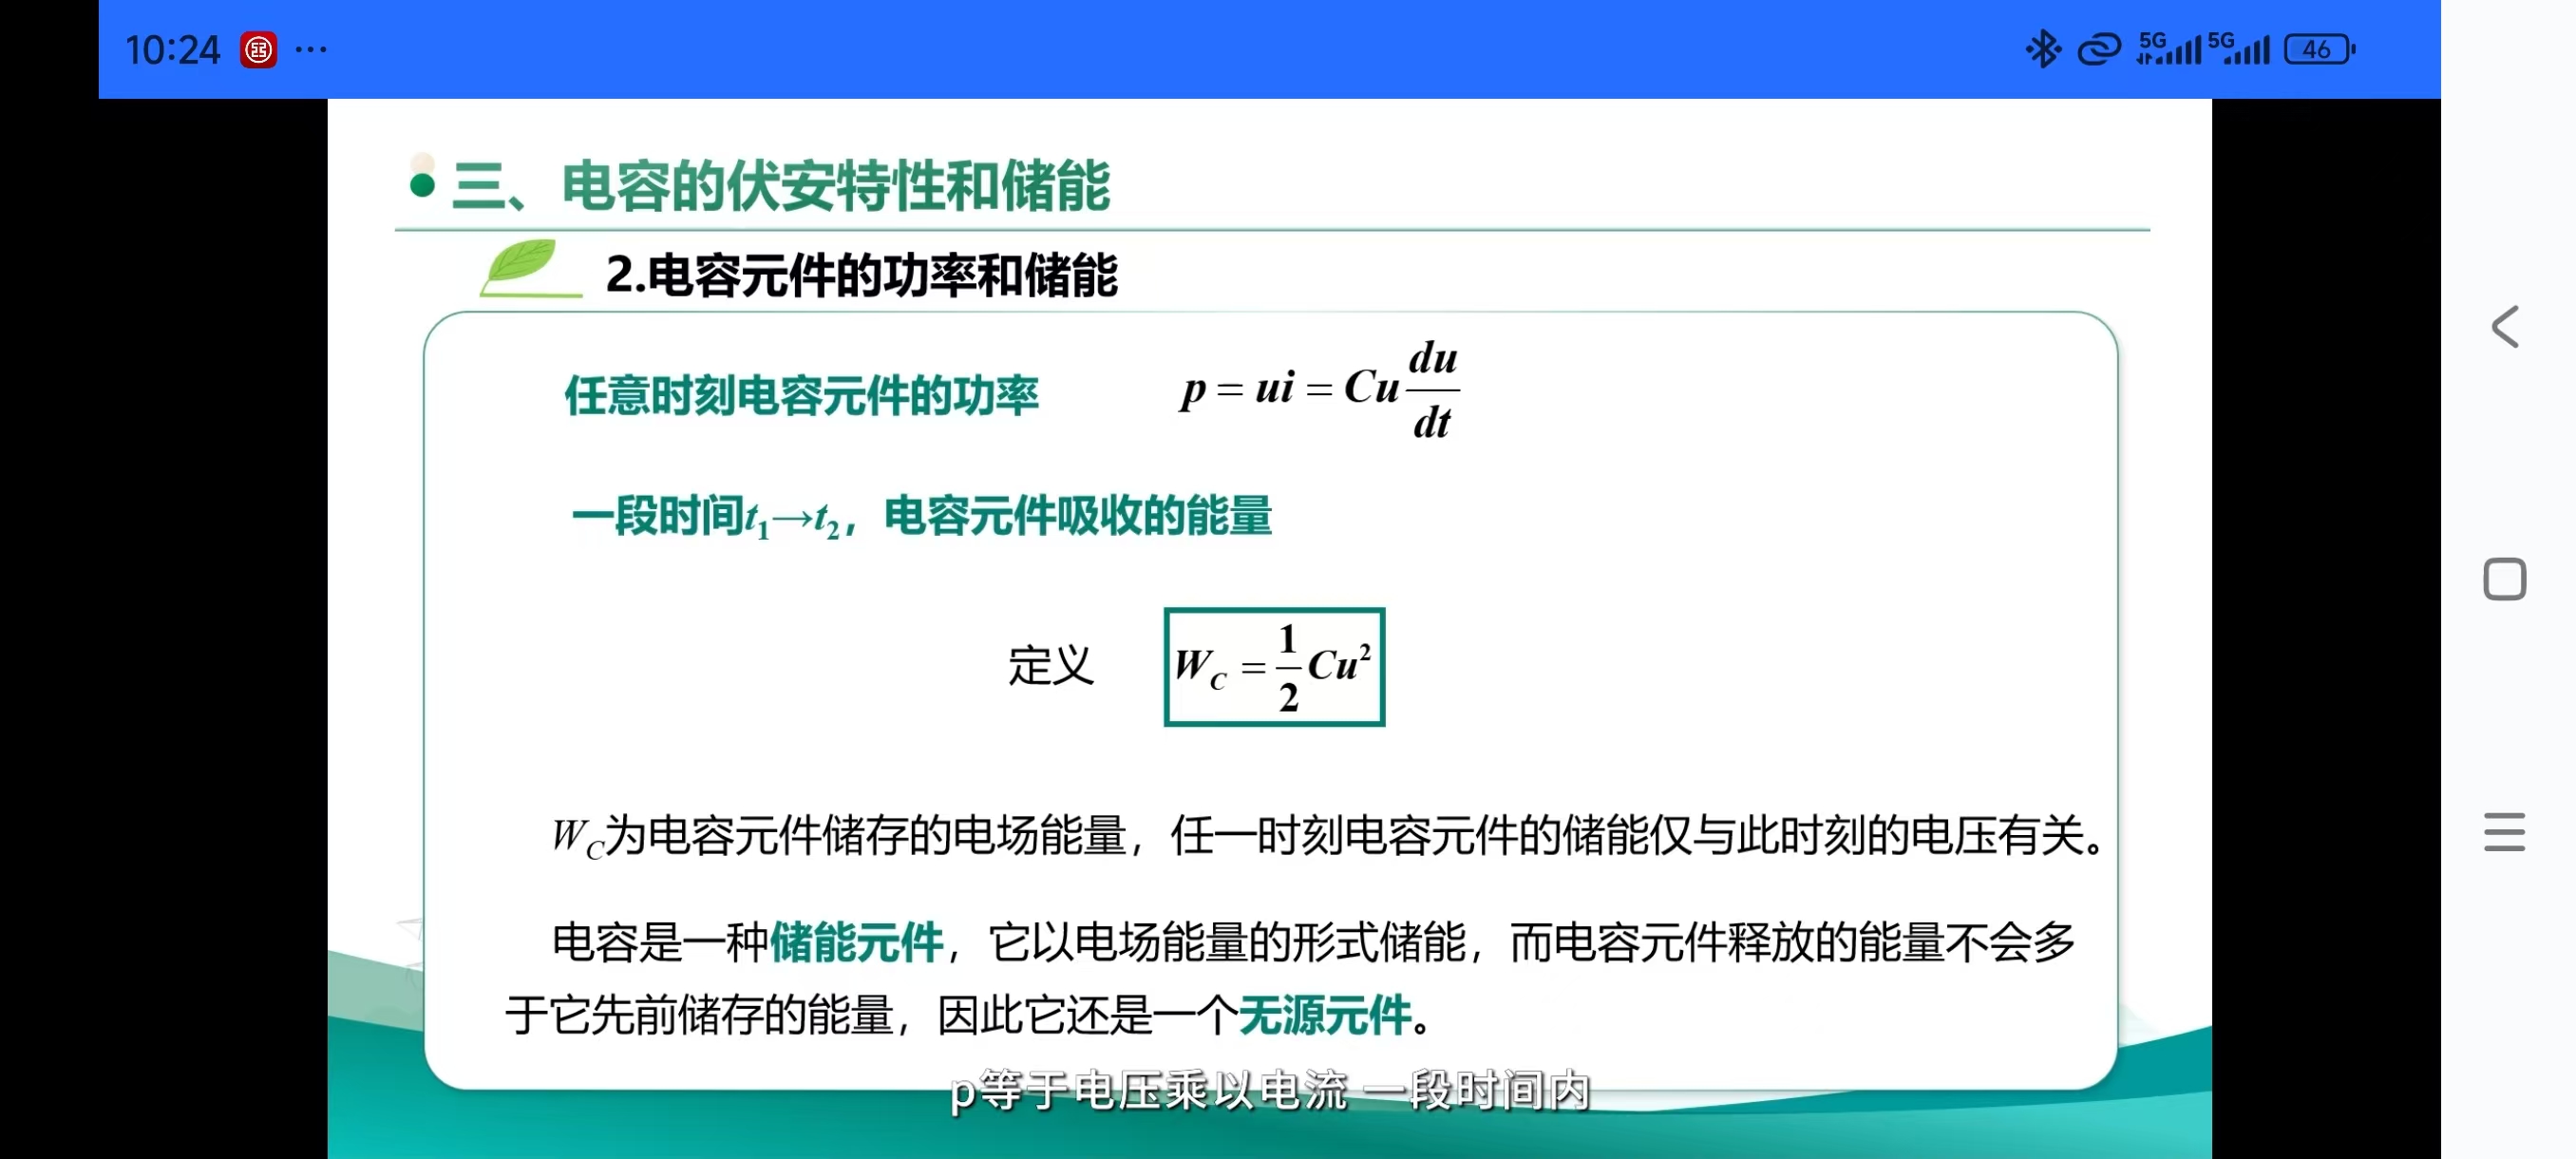 10:24 ...
5G 5G 46
三、电容的伏安特性和储能
2.电容元件的功率和储能
任意时刻电容元件的功率 p = ui = Cu du/dt
一段时间t₁→t₂，电容元件吸收的能量
定义 W_C = 1/2 Cu²
W_C为电容元件储存的电场能量，任一时刻电容元件的储能仅与此时刻的电压有关。
电容是一种储能元件，它以电场能量的形式储能，而电容元件释放的能量不会多
于它先前储存的能量，因此它还是一个无源元件。
p等于电压乘以电流 一段时间内